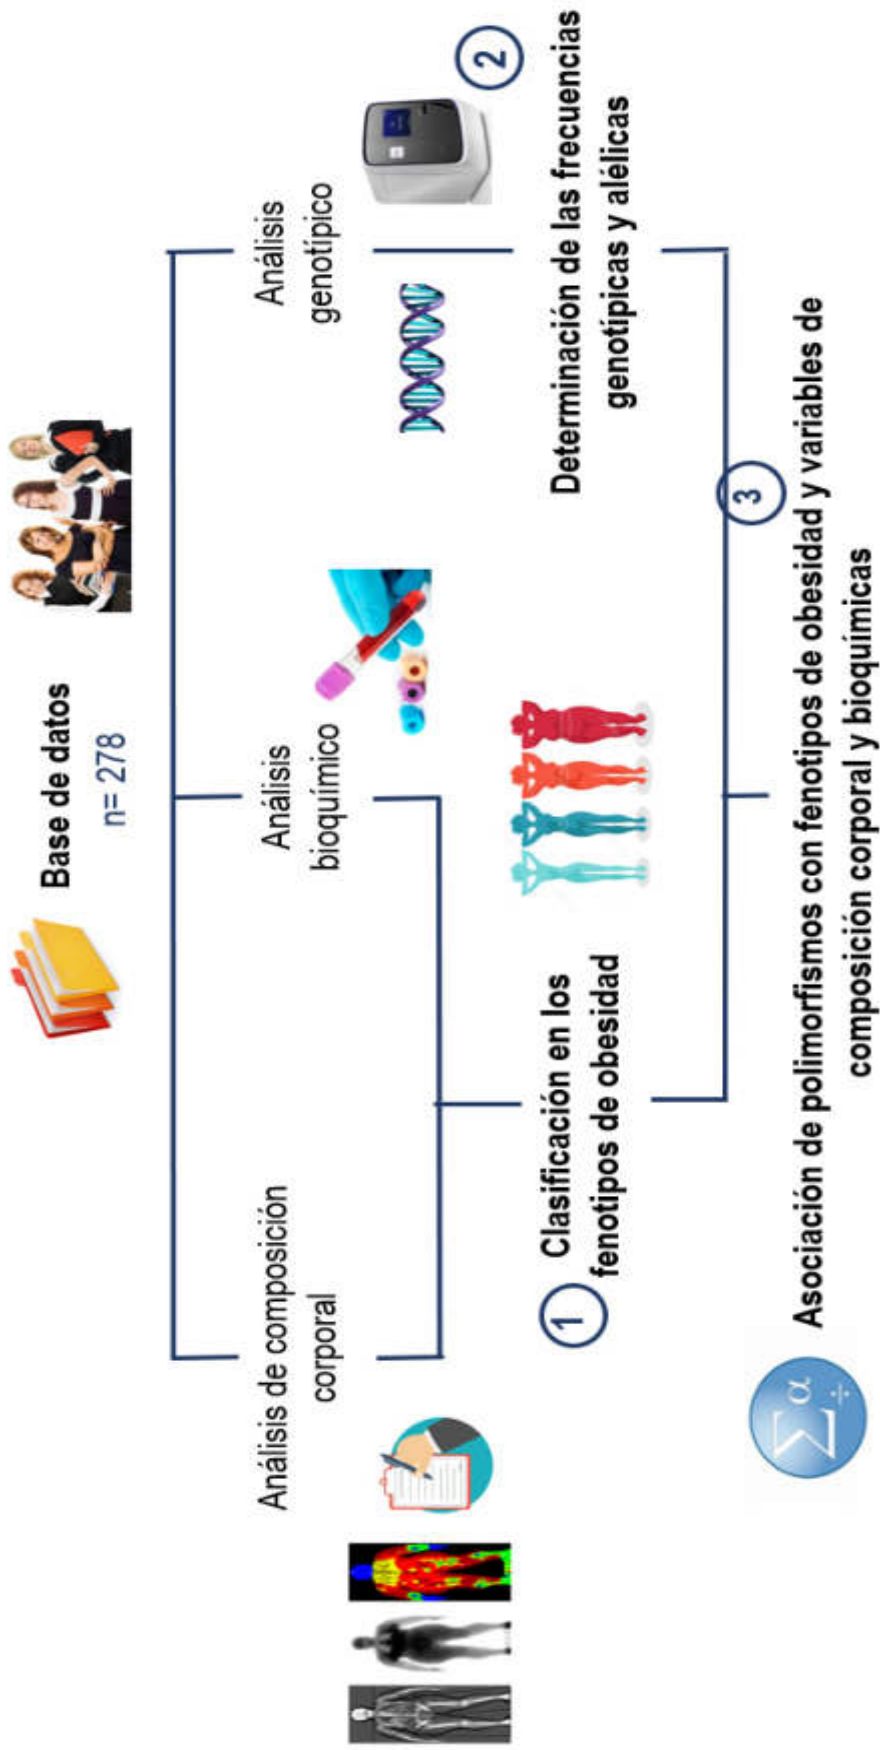 Base de datos
n= 278
Análisis de composición
corporal
Análisis
bioquímico
Análisis
genotípico
1
Clasificación en los
fenotipos de obesidad
2
Determinación de las frecuencias
genotípicas y alélicas
3
Asociación de polimorfismos con fenotipos de obesidad y variables de
composición corporal y bioquímicas
Σ α
÷